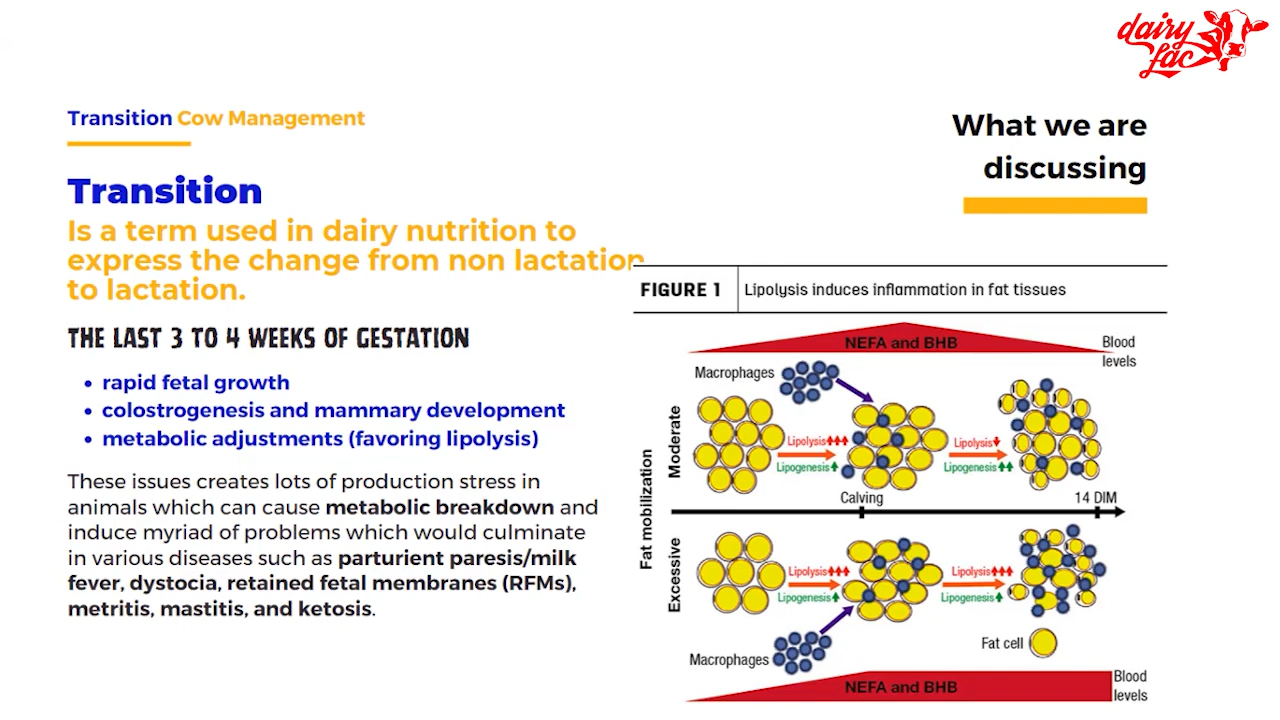 dairy
lac
Transition Cow Management
What we are
discussing
Transition
Is a term used in dairy nutrition to
express the change from non lactation
to lactation.
THE LAST 3 TO 4 WEEKS OF GESTATION
• rapid fetal growth
• colostrogenesis and mammary development
• metabolic adjustments (favoring lipolysis)
These issues creates lots of production stress in
animals which can cause metabolic breakdown and
induce myriad of problems which would culminate
in various diseases such as parturient paresis/milk
fever, dystocia, retained fetal membranes (RFMs),
metritis, mastitis, and ketosis.
FIGURE 1 Lipolysis induces inflammation in fat tissues
NEFA and BHB
Blood
levels
Macrophages
Fat mobilization
Moderate
Lipolysis
Lipogenesis
Lipolysis
Lipogenesis
Calving
14 DIM
Excessive
Lipolysis
Lipogenesis
Lipolysis
Lipogenesis
Fat cell
Macrophages
NEFA and BHB
Blood
levels